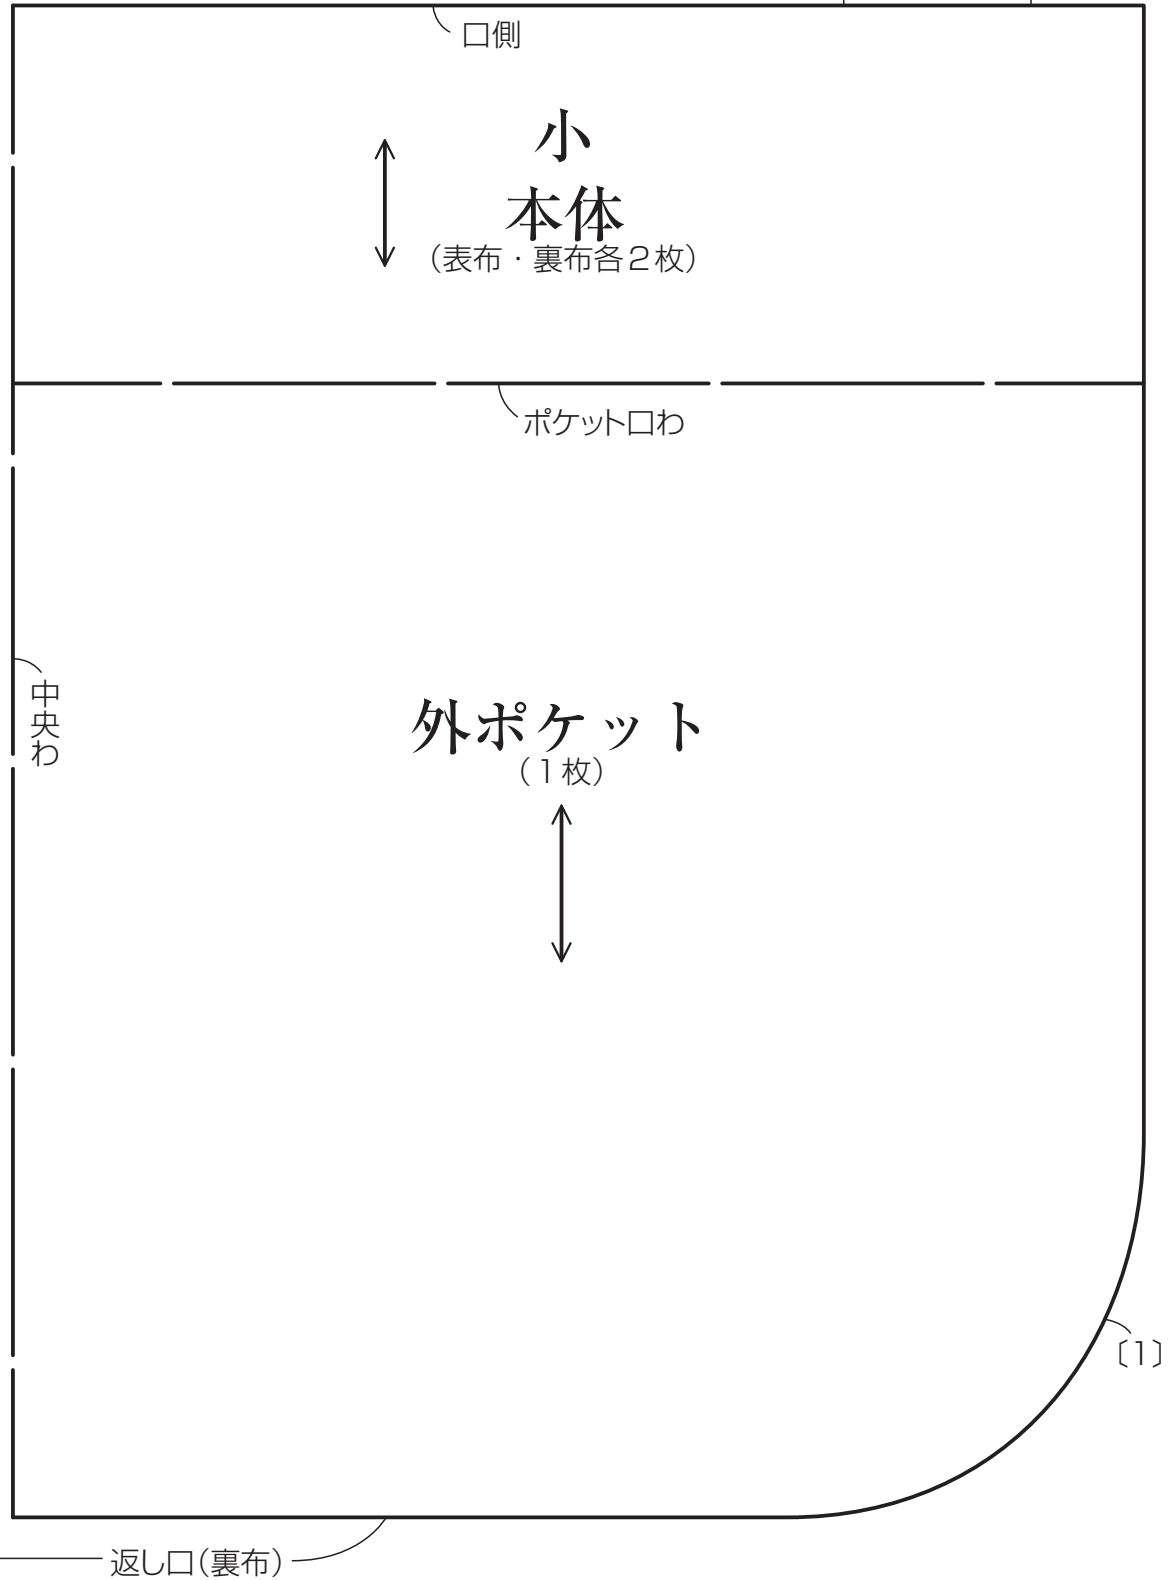 口側
小
本体
（表布・裏布各２枚）
ポケット口わ
中央わ
外ポケット
（１枚）
〔１〕
返し口（裏布）